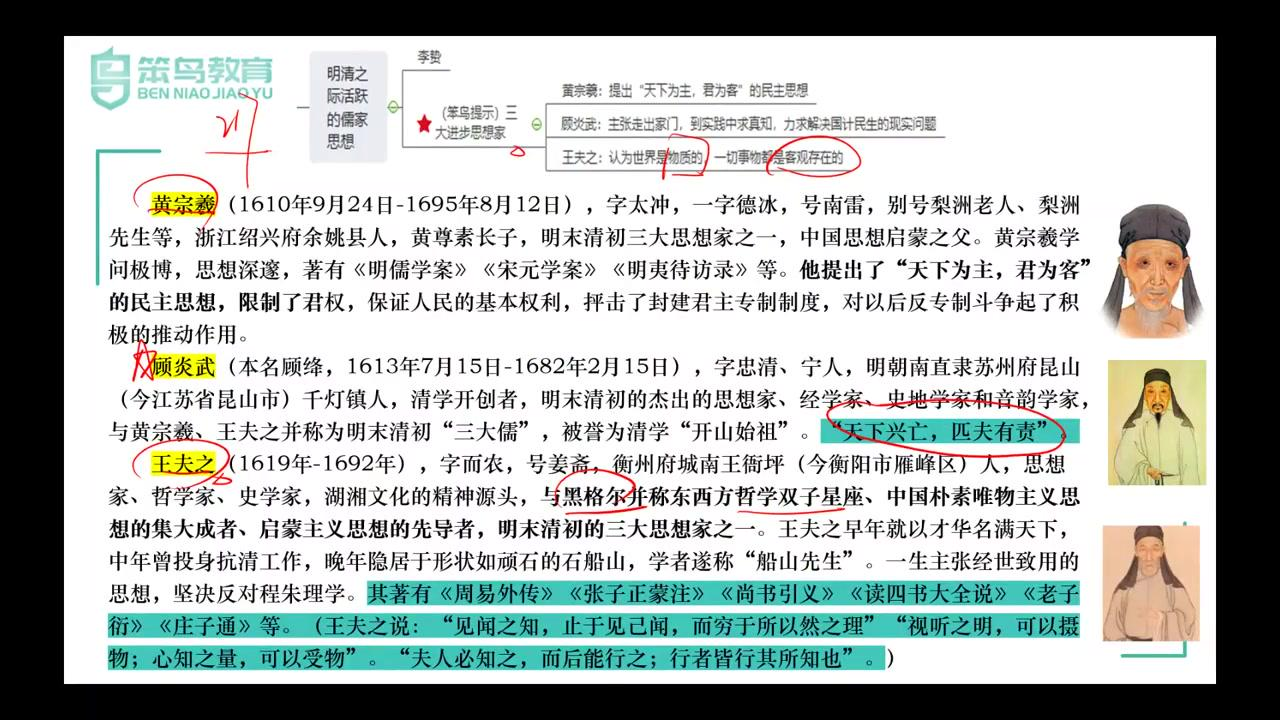 笨鸟教育
BEN NIAO JIAO YU
明清之
际活跃
的儒家
思想
李贽
（笨鸟提示）三
大进步思想家
黄宗羲：提出“天下为主，君为客”的民主思想
顾炎武：主张走出家门，到实践中求真知，力求解决国计民生的现实问题
王夫之：认为世界是物质的，一切事物都是客观存在的
黄宗羲（1610年9月24日-1695年8月12日），字太冲，一字德冰，号南雷，别号梨洲老人、梨洲
先生等，浙江绍兴府余姚县人，黄尊素长子，明末清初三大思想家之一，中国思想启蒙之父。黄宗羲学
问极博，思想深邃，著有《明儒学案》《宋元学案》《明夷待访录》等。他提出了“天下为主，君为客”
的民主思想，限制了君权，保证人民的基本权利，抨击了封建君主专制制度，对以后反专制斗争起了积
极的推动作用。
顾炎武（本名顾绛，1613年7月15日-1682年2月15日），字忠清、宁人，明朝南直隶苏州府昆山
（今江苏省昆山市）千灯镇人，清学开创者，明末清初的杰出的思想家、经学家、史地学家和音韵学家，
与黄宗羲、王夫之并称为明末清初“三大儒”，被誉为清学“开山始祖”。“天下兴亡，匹夫有责”。
王夫之（1619年-1692年），字而农，号姜斋，衡州府城南王衙坪（今衡阳市雁峰区）人，思想
家、哲学家、史学家，湖湘文化的精神源头，与黑格尔并称东西方哲学双子星座、中国朴素唯物主义思
想的集大成者、启蒙主义思想的先导者，明末清初的三大思想家之一。王夫之早年就以才华名满天下，
中年曾投身抗清工作，晚年隐居于形状如顽石的石船山，学者遂称“船山先生”。一生主张经世致用的
思想，坚决反对程朱理学。其著有《周易外传》《张子正蒙注》《尚书引义》《读四书大全说》《老子
衍》《庄子通》等。（王夫之说：“见闻之知，止于见已闻，而穷于所以然之理”“视听之明，可以摄
物；心知之量，可以受物”。“夫人必知之，而后能行之；行者皆行其所知也”。）